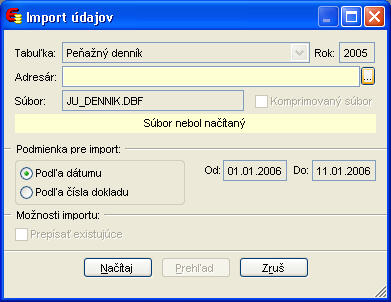 Import údajov
Tabuľka: Peňažný denník Rok: 2005
Adresár: ...
Súbor: JU_DENNIK.DBF Komprimovaný súbor
Súbor nebol načítaný
Podmienka pre import:
Podľa dátumu Od: 01.01.2006 Do: 11.01.2006
Podľa čísla dokladu
Možnosti importu:
Prepísať existujúce
Načítaj Prehľad Zruš